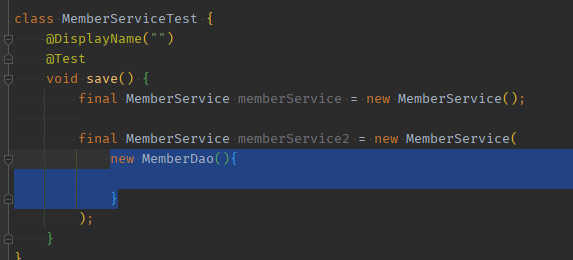 class MemberServiceTest {
@DisplayName("")
@Test
void save() {
final MemberService memberService = new MemberService();
final MemberService memberService2 = new MemberService(
new MemberDao(){
}
);
}
}